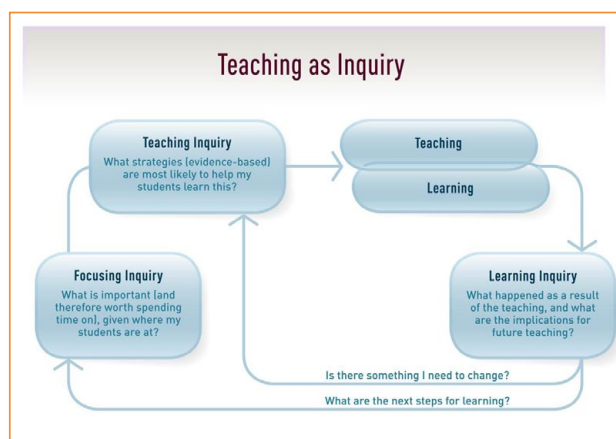 Teaching as Inquiry
Teaching Inquiry
What strategies (evidence-based)
are most likely to help my
students learn this?
Teaching
Learning
Focusing Inquiry
What is important (and
therefore worth spending
time on), given where my
students are at?
Learning Inquiry
What happened as a result
of the teaching, and what
are the implications for
future teaching?
Is there something I need to change?
What are the next steps for learning?